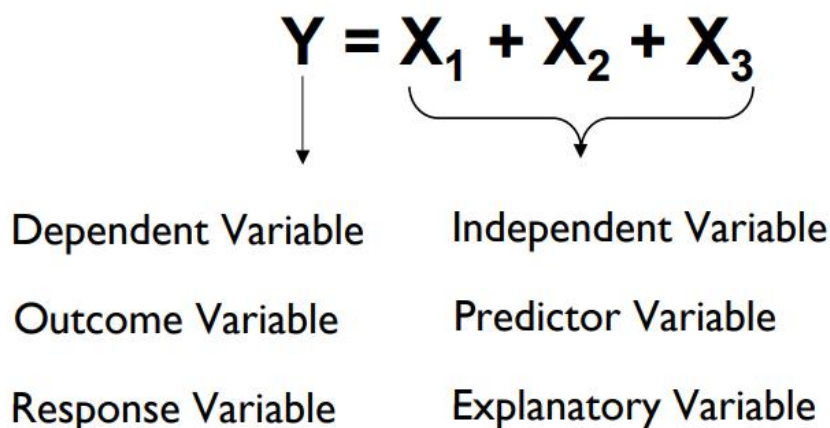 Y = X₁ + X₂ + X₃
Dependent Variable
Independent Variable
Outcome Variable
Predictor Variable
Response Variable
Explanatory Variable